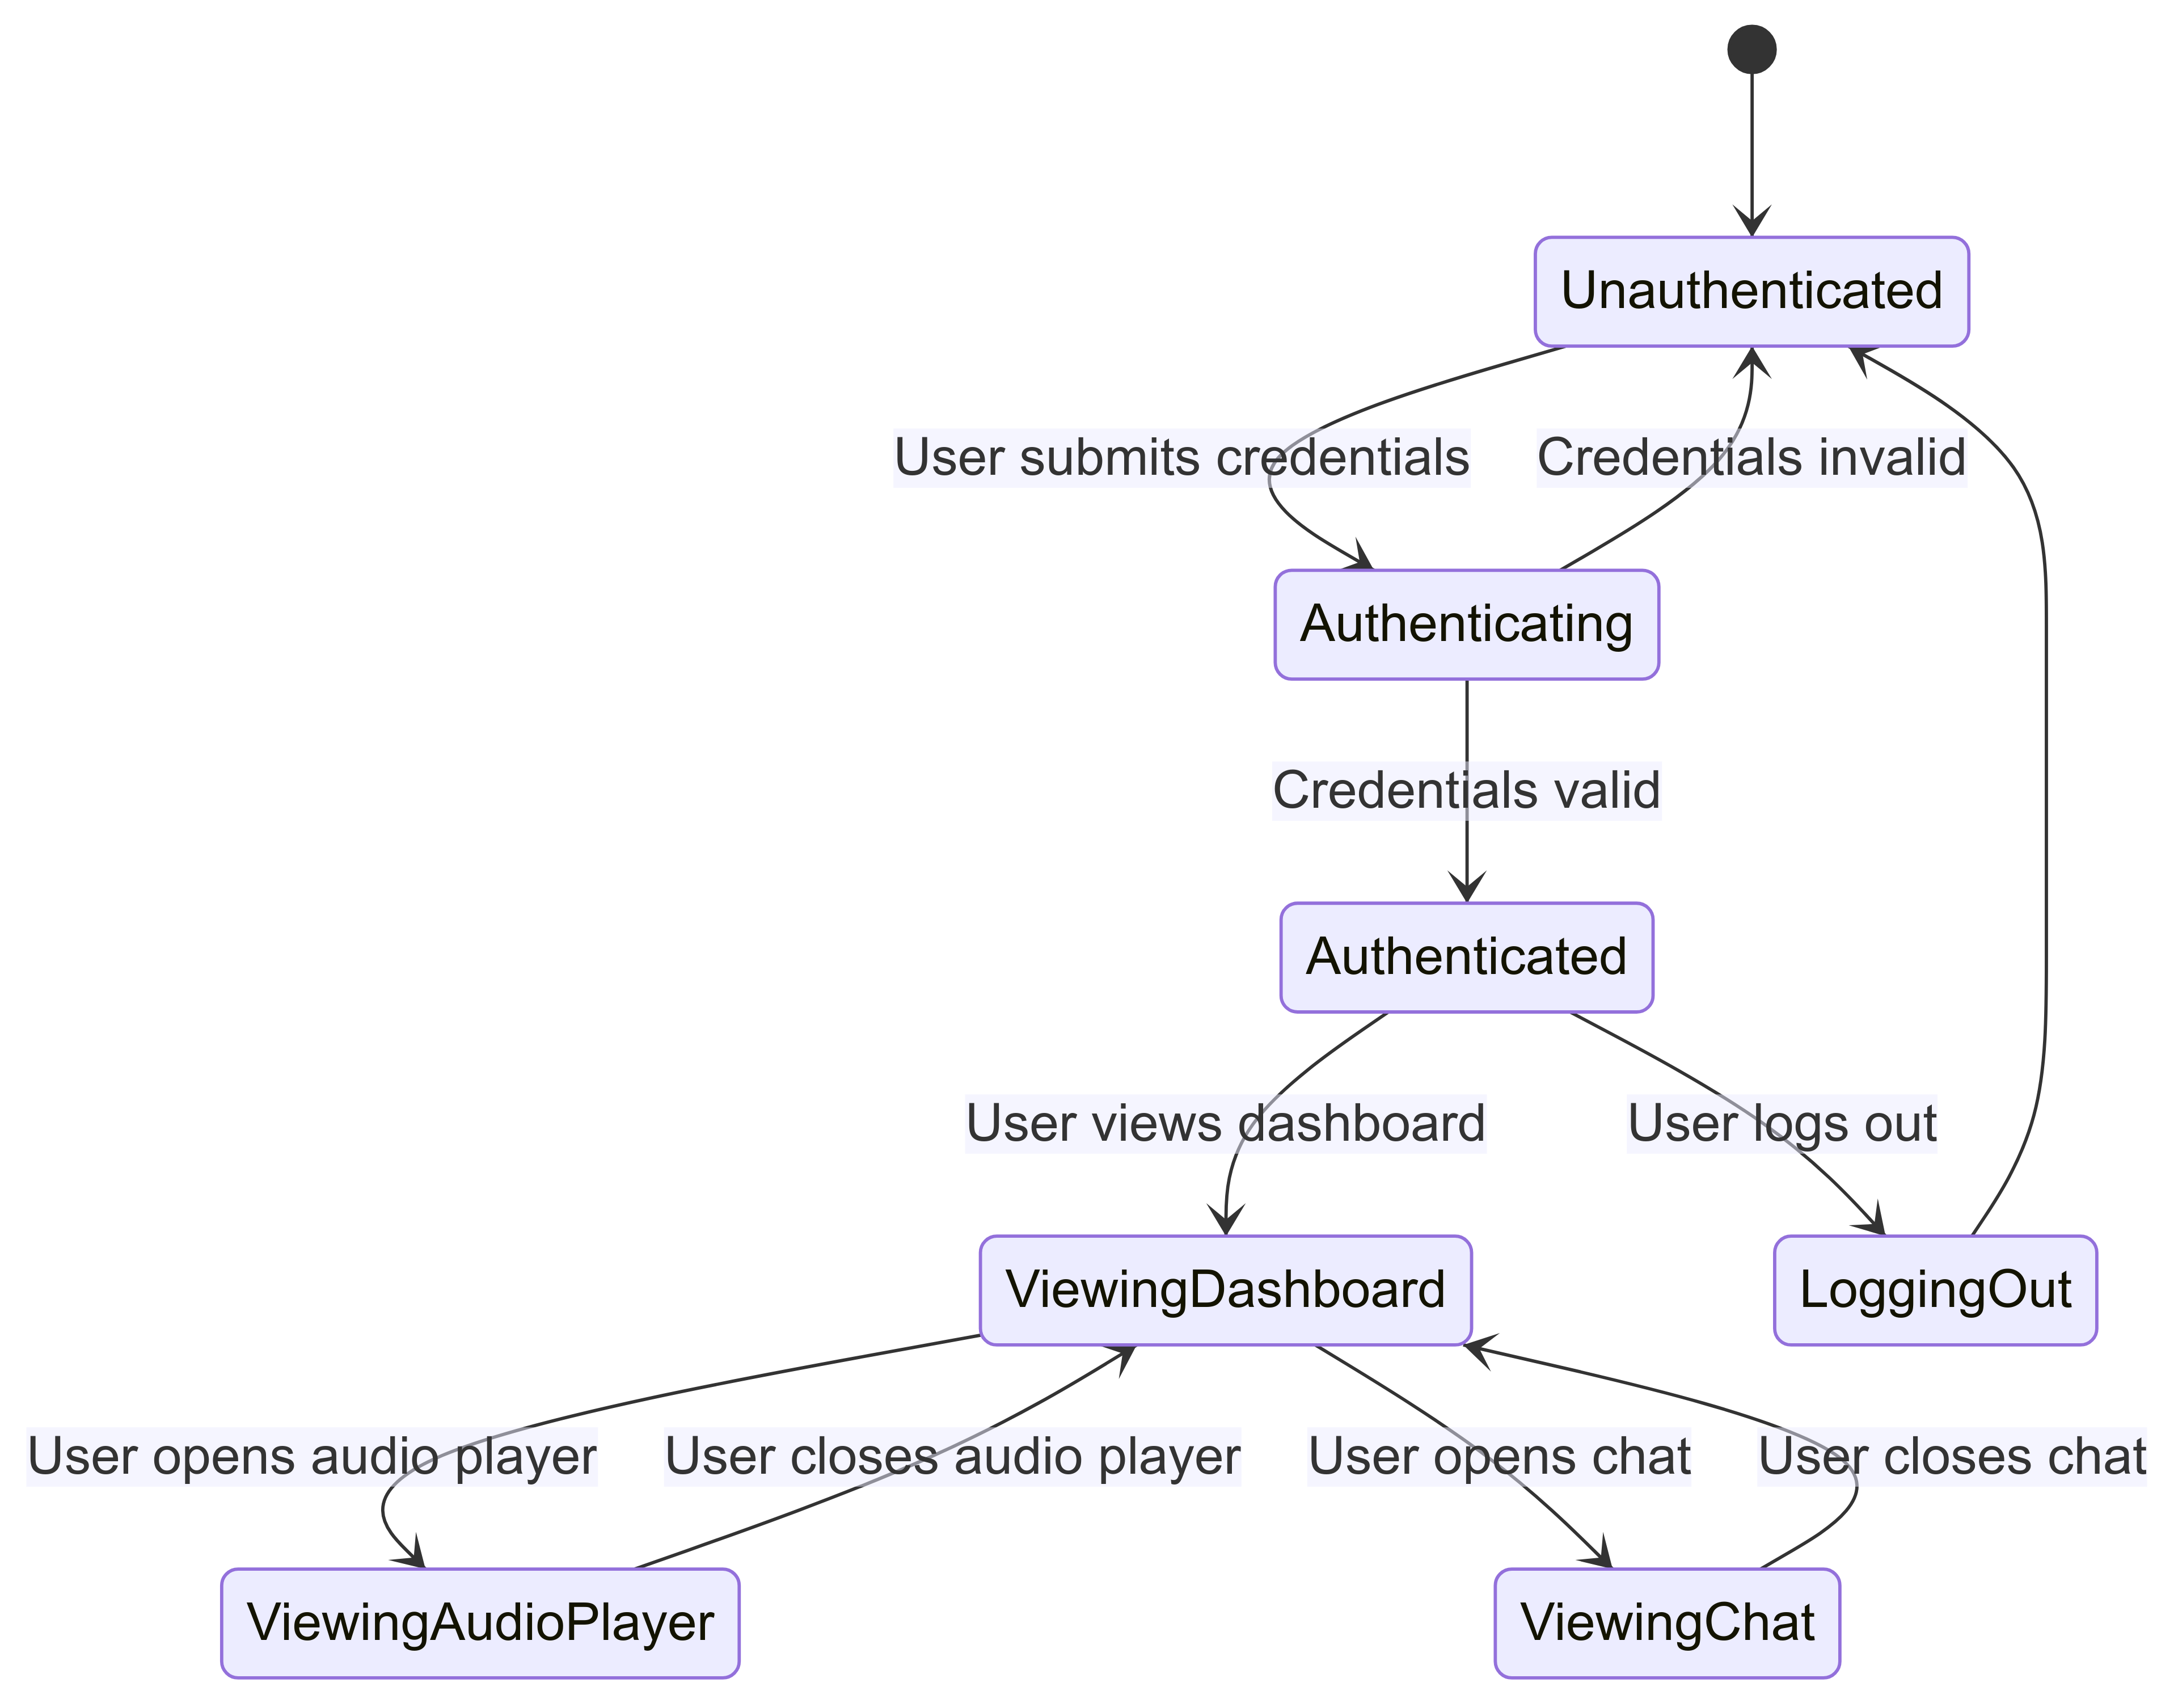 Unauthenticated
User submits credentials
Credentials invalid
Authenticating
Credentials valid
Authenticated
User views dashboard
User logs out
ViewingDashboard
LoggingOut
User opens audio player
User closes audio player
User opens chat
User closes chat
ViewingAudioPlayer
ViewingChat